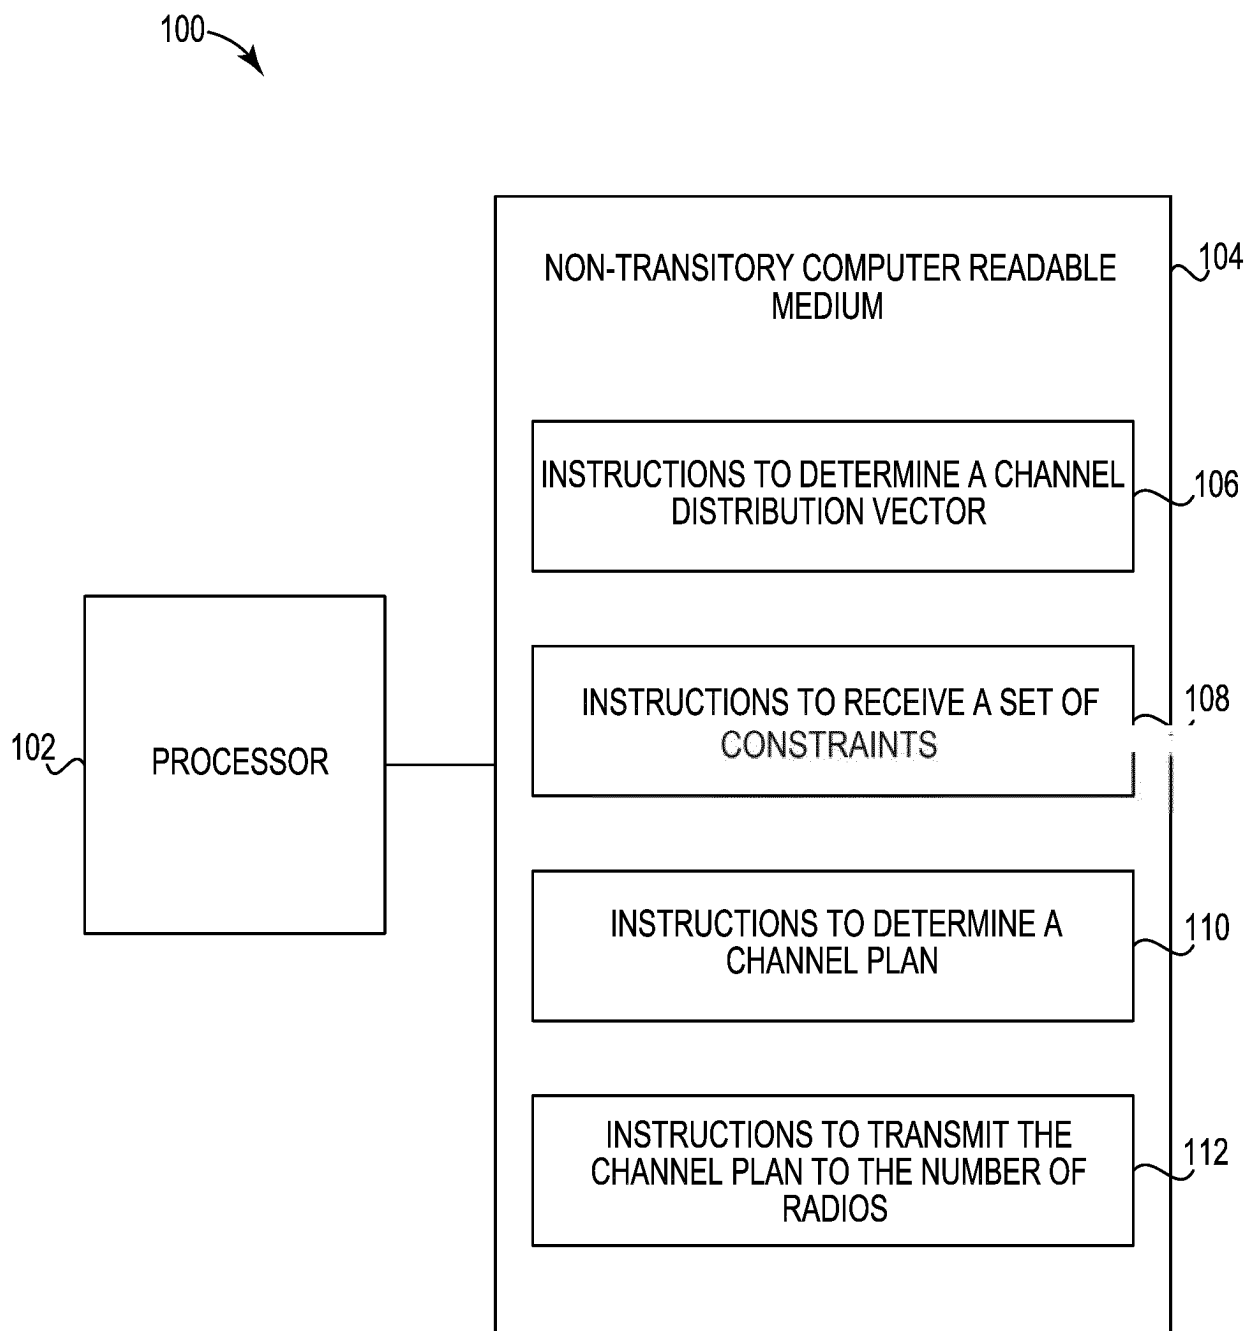 100
NON-TRANSITORY COMPUTER READABLE
MEDIUM
104
INSTRUCTIONS TO DETERMINE A CHANNEL
DISTRIBUTION VECTOR
106
INSTRUCTIONS TO RECEIVE A SET OF
CONSTRAINTS
108
102
PROCESSOR
INSTRUCTIONS TO DETERMINE A
CHANNEL PLAN
110
INSTRUCTIONS TO TRANSMIT THE
CHANNEL PLAN TO THE NUMBER OF
RADIOS
112